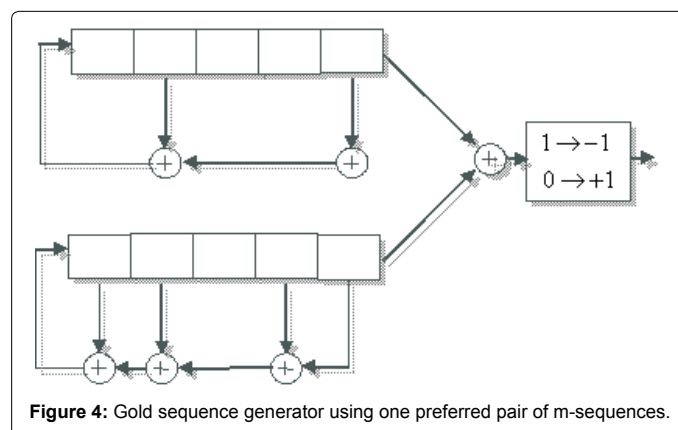 1 → −1
0 → +1
Figure 4: Gold sequence generator using one preferred pair of m-sequences.